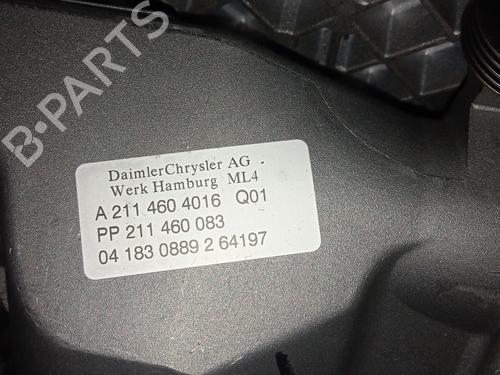 B-PARTS
DaimlerChrysler AG
Werk Hamburg ML4
A 211 460 4016 Q01
PP 211 460 083
04 183 0889 2 64197